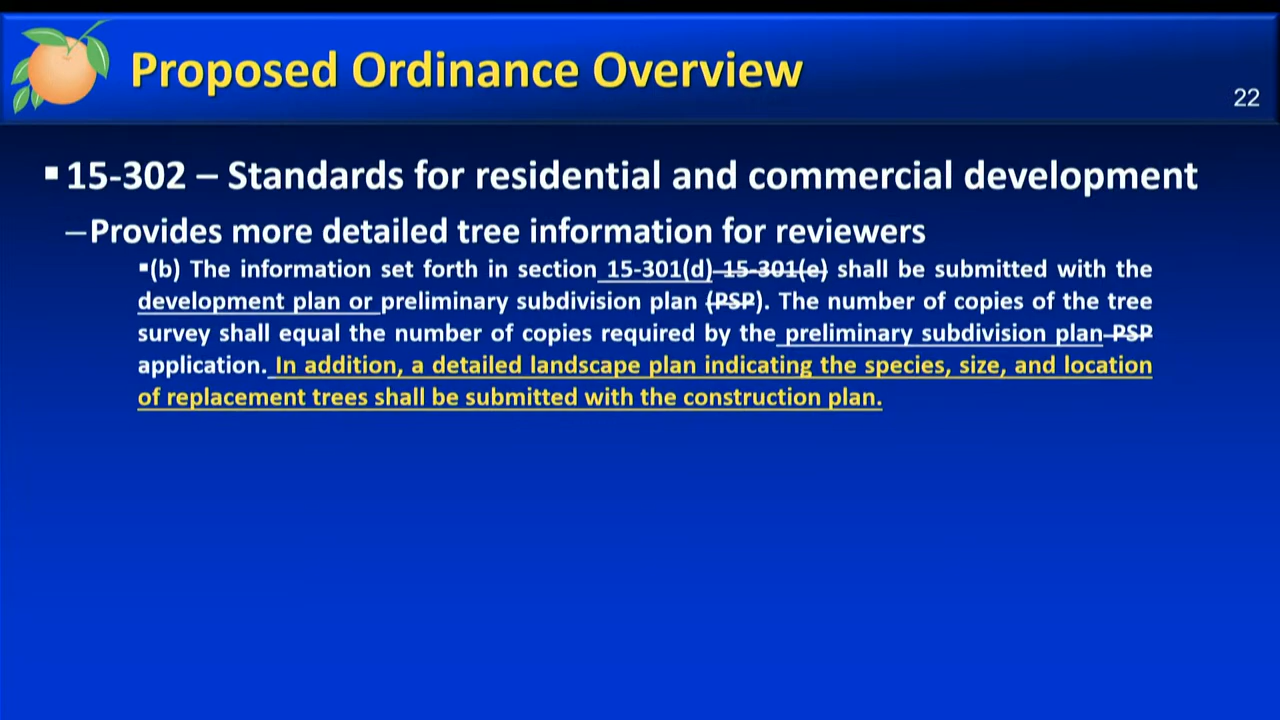 Proposed Ordinance Overview
22
▪ 15-302 – Standards for residential and commercial development
–Provides more detailed tree information for reviewers
▪(b) The information set forth in section 15-301(d) 15-301(e) shall be submitted with the
development plan or preliminary subdivision plan (PSP). The number of copies of the tree
survey shall equal the number of copies required by the preliminary subdivision plan PSP
application. In addition, a detailed landscape plan indicating the species, size, and location
of replacement trees shall be submitted with the construction plan.